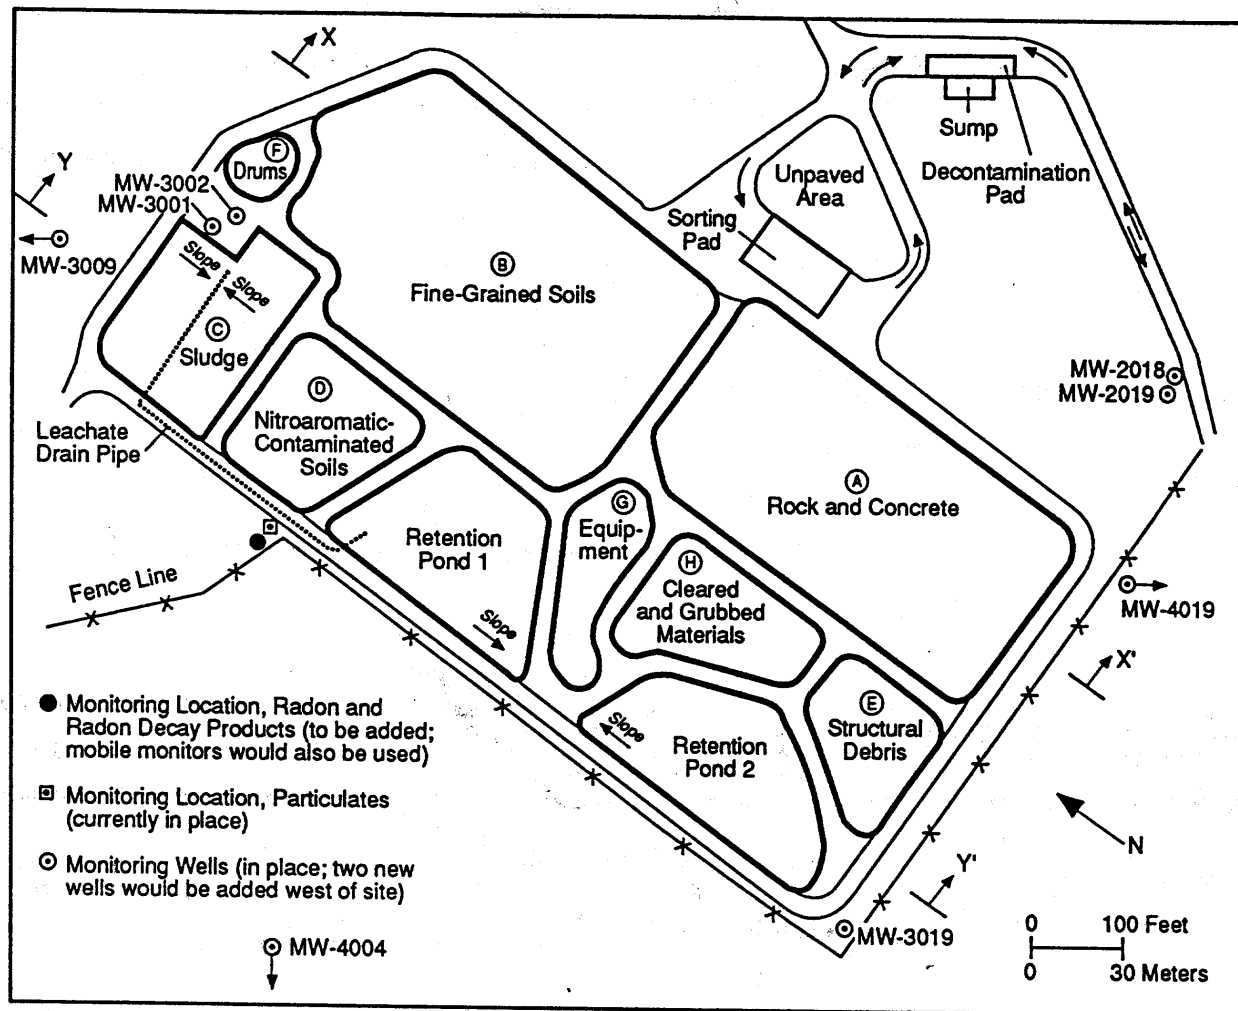 X
Y
F
Drums
MW-3002
MW-3001
MW-3009
Slope
Slope
C
Sludge
B
Fine-Grained Soils
Sump
Decontamination
Pad
Unpaved
Area
Sorting
Pad
MW-2018
MW-2019
D
Nitroaromatic-
Contaminated
Soils
Leachate
Drain Pipe
A
Rock and Concrete
G
Equip-
ment
Retention
Pond 1
Slope
H
Cleared
and Grubbed
Materials
Fence Line
MW-4019
X'
E
Structural
Debris
Slope
Retention
Pond 2
Monitoring Location, Radon and
Radon Decay Products (to be added;
mobile monitors would also be used)
Monitoring Location, Particulates
(currently in place)
Monitoring Wells (in place; two new
wells would be added west of site)
MW-4004
N
Y'
MW-3019
0 100 Feet
0 30 Meters